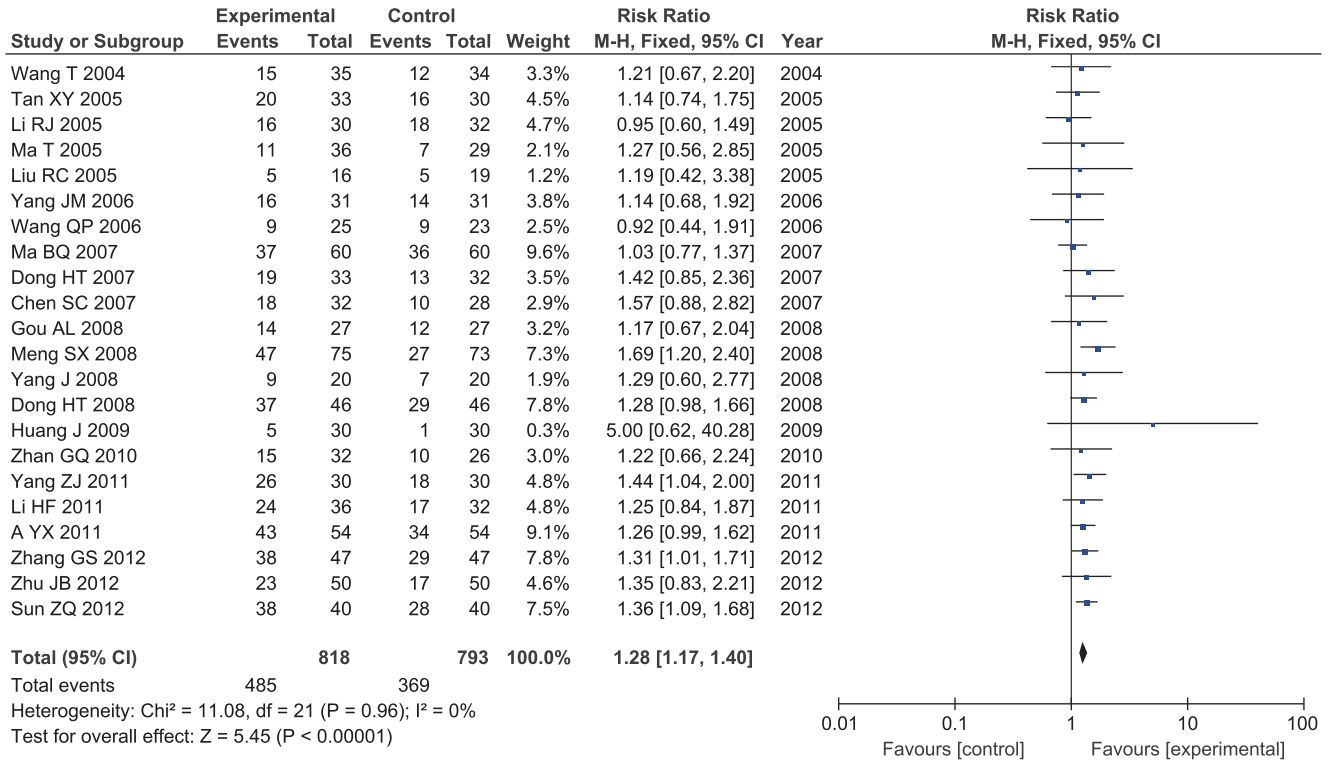 Experimental Control Risk Ratio Risk Ratio
Study or Subgroup Events Total Events Total Weight M-H, Fixed, 95% CI Year M-H, Fixed, 95% CI
Wang T 2004 15 35 12 34 3.3% 1.21 [0.67, 2.20] 2004
Tan XY 2005 20 33 16 30 4.5% 1.14 [0.74, 1.75] 2005
Li RJ 2005 16 30 18 32 4.7% 0.95 [0.60, 1.49] 2005
Ma T 2005 11 36 7 29 2.1% 1.27 [0.56, 2.85] 2005
Liu RC 2005 5 16 5 19 1.2% 1.19 [0.42, 3.38] 2005
Yang JM 2006 16 31 14 31 3.8% 1.14 [0.68, 1.92] 2006
Wang QP 2006 9 25 9 23 2.5% 0.92 [0.44, 1.91] 2006
Ma BQ 2007 37 60 36 60 9.6% 1.03 [0.77, 1.37] 2007
Dong HT 2007 19 33 13 32 3.5% 1.42 [0.85, 2.36] 2007
Chen SC 2007 18 32 10 28 2.9% 1.57 [0.88, 2.82] 2007
Gou AL 2008 14 27 12 27 3.2% 1.17 [0.67, 2.04] 2008
Meng SX 2008 47 75 27 73 7.3% 1.69 [1.20, 2.40] 2008
Yang J 2008 9 20 7 20 1.9% 1.29 [0.60, 2.77] 2008
Dong HT 2008 37 46 29 46 7.8% 1.28 [0.98, 1.66] 2008
Huang J 2009 5 30 1 30 0.3% 5.00 [0.62, 40.28] 2009
Zhan GQ 2010 15 32 10 26 3.0% 1.22 [0.66, 2.24] 2010
Yang ZJ 2011 26 30 18 30 4.8% 1.44 [1.04, 2.00] 2011
Li HF 2011 24 36 17 32 4.8% 1.25 [0.84, 1.87] 2011
A YX 2011 43 54 34 54 9.1% 1.26 [0.99, 1.62] 2011
Zhang GS 2012 38 47 29 47 7.8% 1.31 [1.01, 1.71] 2012
Zhu JB 2012 23 50 17 50 4.6% 1.35 [0.83, 2.21] 2012
Sun ZQ 2012 38 40 28 40 7.5% 1.36 [1.09, 1.68] 2012
Total (95% CI) 818 793 100.0% 1.28 [1.17, 1.40]
Total events 485 369
Heterogeneity: Chi² = 11.08, df = 21 (P = 0.96); I² = 0%
Test for overall effect: Z = 5.45 (P < 0.00001)
0.01 0.1 1 10 100
Favours [control] Favours [experimental]